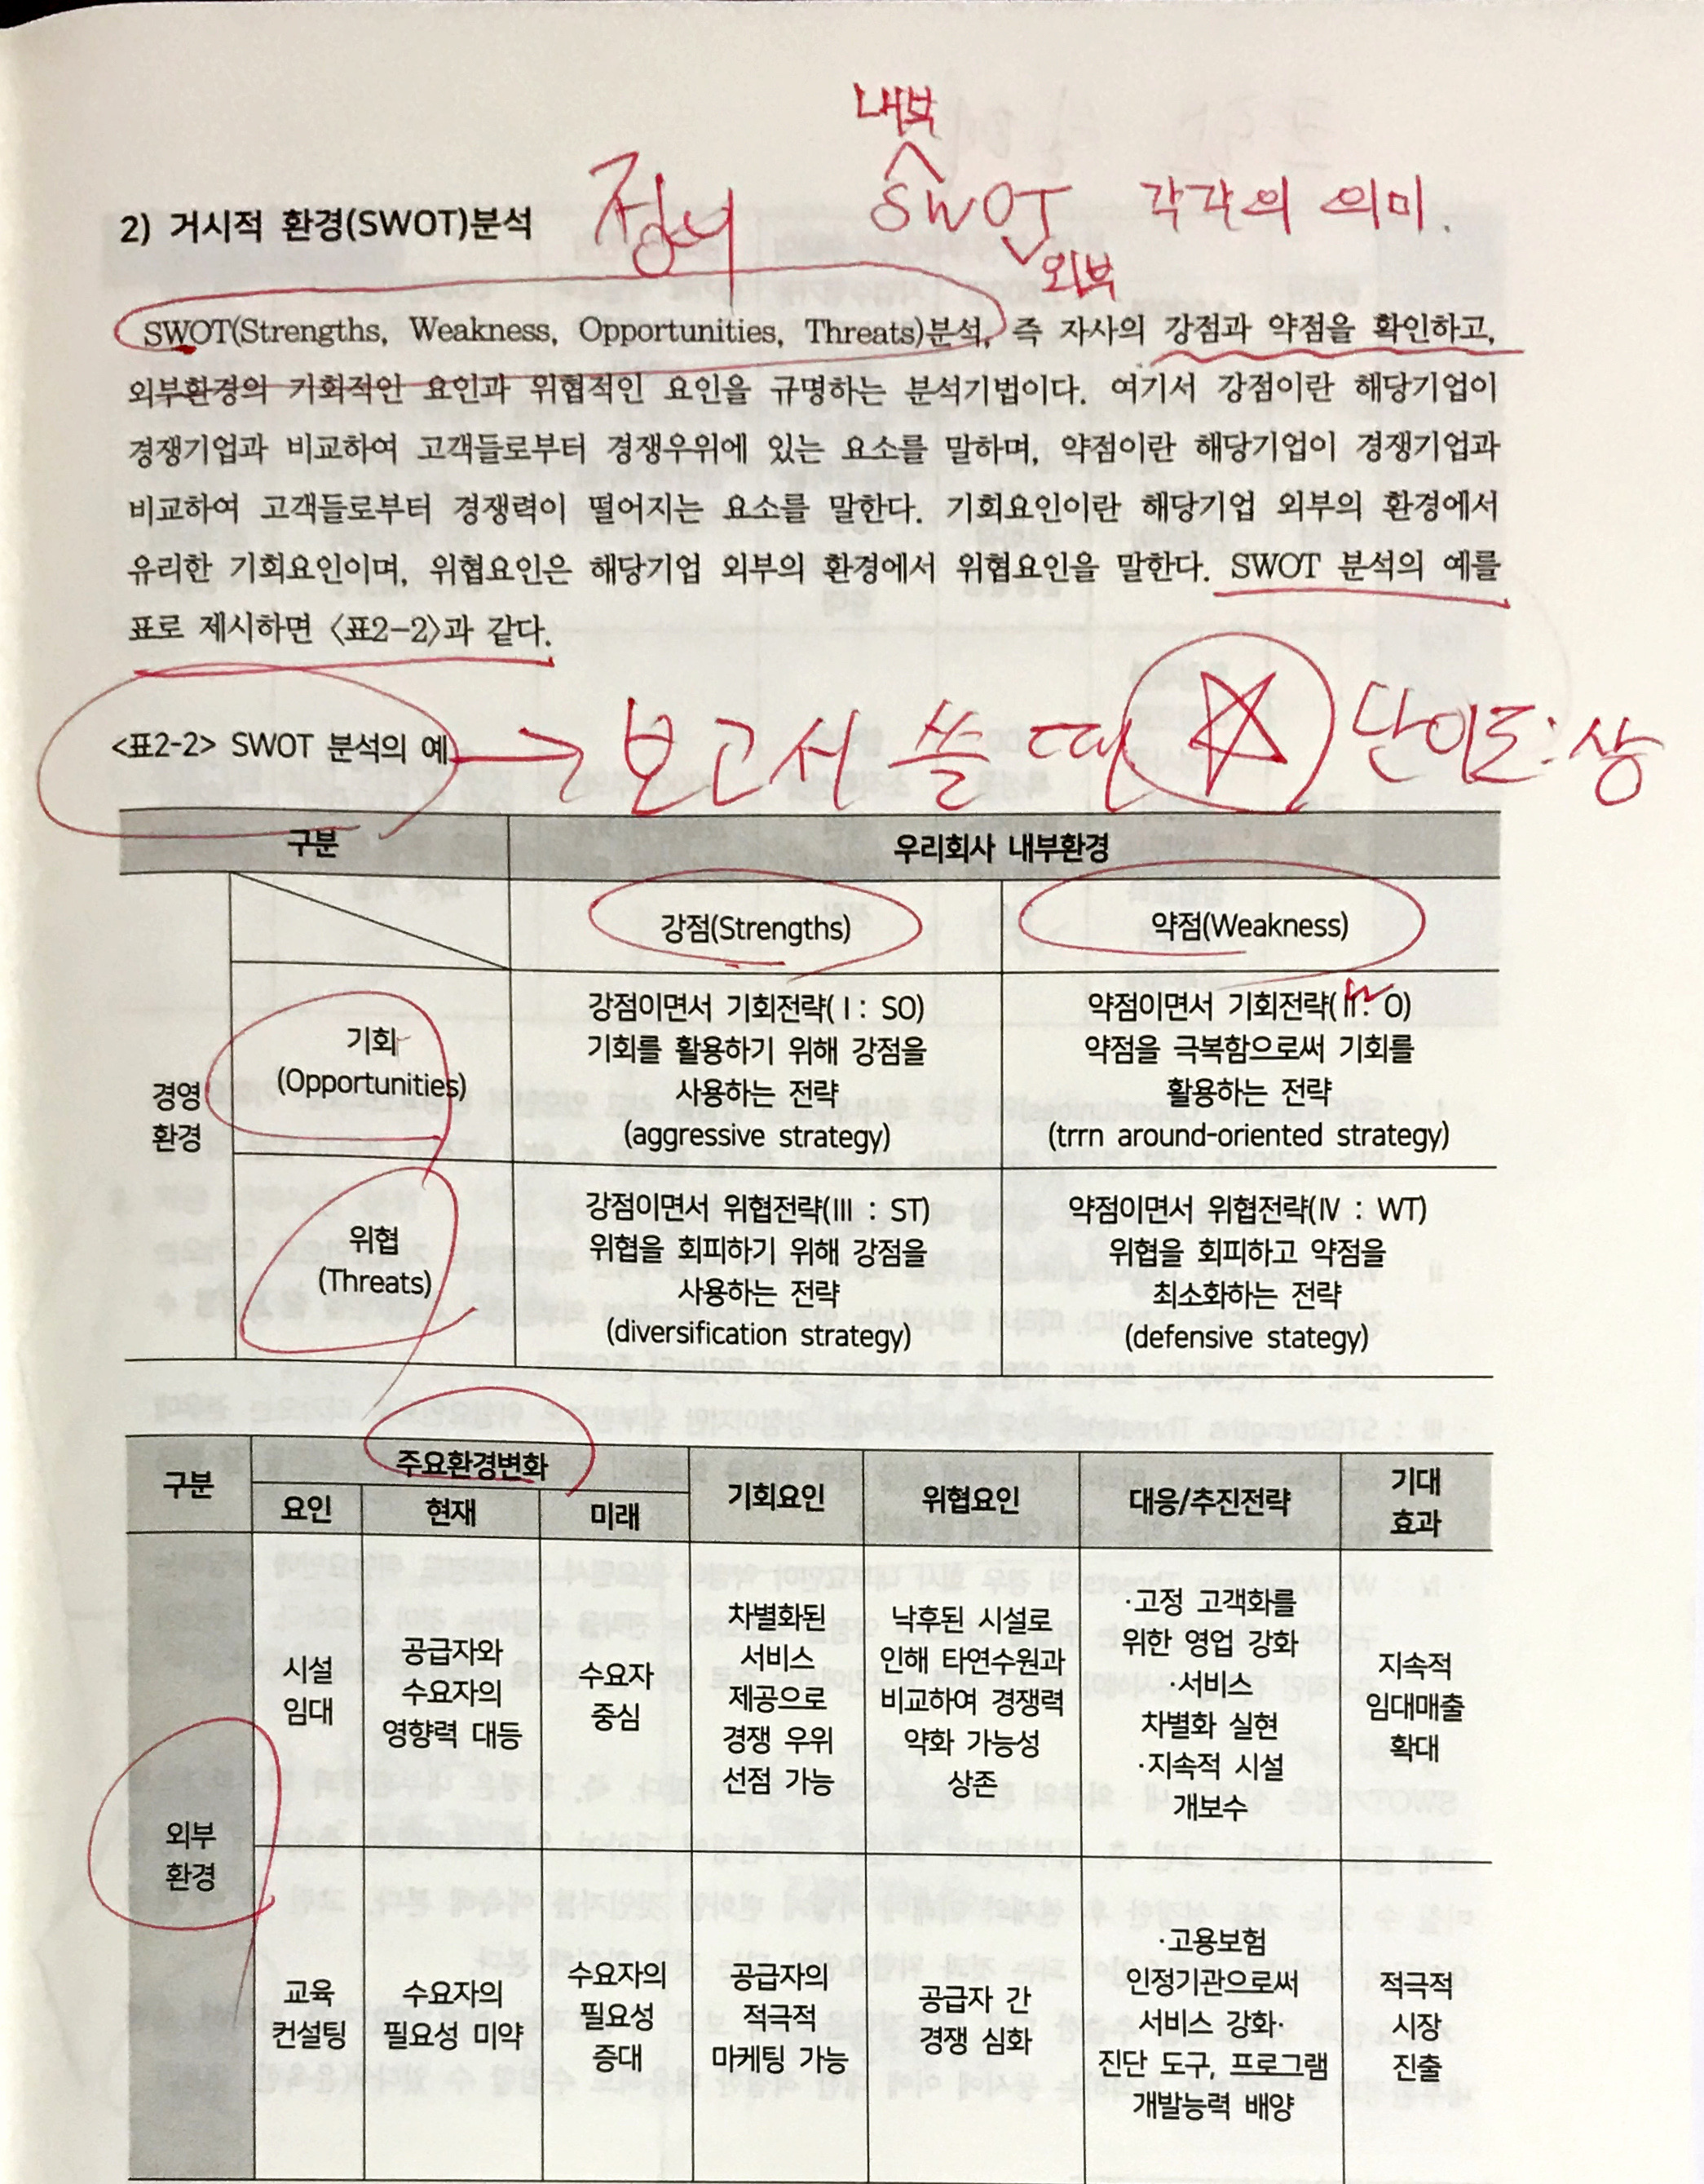 내부
2) 거시적 환경(SWOT)분석 정의 SWOT 각각의 의미.
외부
SWOT(Strengths, Weakness, Opportunities, Threats)분석, 즉 자사의 강점과 약점을 확인하고,
외부환경의 기회적인 요인과 위협적인 요인을 규명하는 분석기법이다. 여기서 강점이란 해당기업이
경쟁기업과 비교하여 고객들로부터 경쟁우위에 있는 요소를 말하며, 약점이란 해당기업이 경쟁기업과
비교하여 고객들로부터 경쟁력이 떨어지는 요소를 말한다. 기회요인이란 해당기업 외부의 환경에서
유리한 기회요인이며, 위협요인은 해당기업 외부의 환경에서 위협요인을 말한다. SWOT 분석의 예를
표로 제시하면 <표2-2>과 같다.
<표2-2> SWOT 분석의 예 → 보고서 쓸 때 난이도:상
구분 우리회사 내부환경
강점(Strengths) 약점(Weakness)
경영
환경
기회
(Opportunities)
강점이면서 기회전략(Ⅰ: SO)
기회를 활용하기 위해 강점을
사용하는 전략
(aggressive strategy)
약점이면서 기회전략(Ⅱ: O)
약점을 극복함으로써 기회를
활용하는 전략
(trrn around-oriented strategy)
위협
(Threats)
강점이면서 위협전략(Ⅲ : ST)
위협을 회피하기 위해 강점을
사용하는 전략
(diversification strategy)
약점이면서 위협전략(Ⅳ : WT)
위협을 회피하고 약점을
최소화하는 전략
(defensive stategy)
구분
주요환경변화
요인 현재 미래
기회요인
위협요인
대응/추진전략
기대
효과
외부
환경
시설
임대
공급자와
수요자의
영향력 대등
수요자
중심
차별화된
서비스
제공으로
경쟁 우위
선점 가능
낙후된 시설로
인해 타연수원과
비교하여 경쟁력
약화 가능성
상존
·고정 고객화를
위한 영업 강화
·서비스
차별화 실현
·지속적 시설
개보수
지속적
임대매출
확대
교육
컨설팅
수요자의
필요성 미약
수요자의
필요성
증대
공급자의
적극적
마케팅 가능
공급자 간
경쟁 심화
·고용보험
인정기관으로써
서비스 강화·
진단 도구, 프로그램
개발능력 배양
적극적
시장
진출